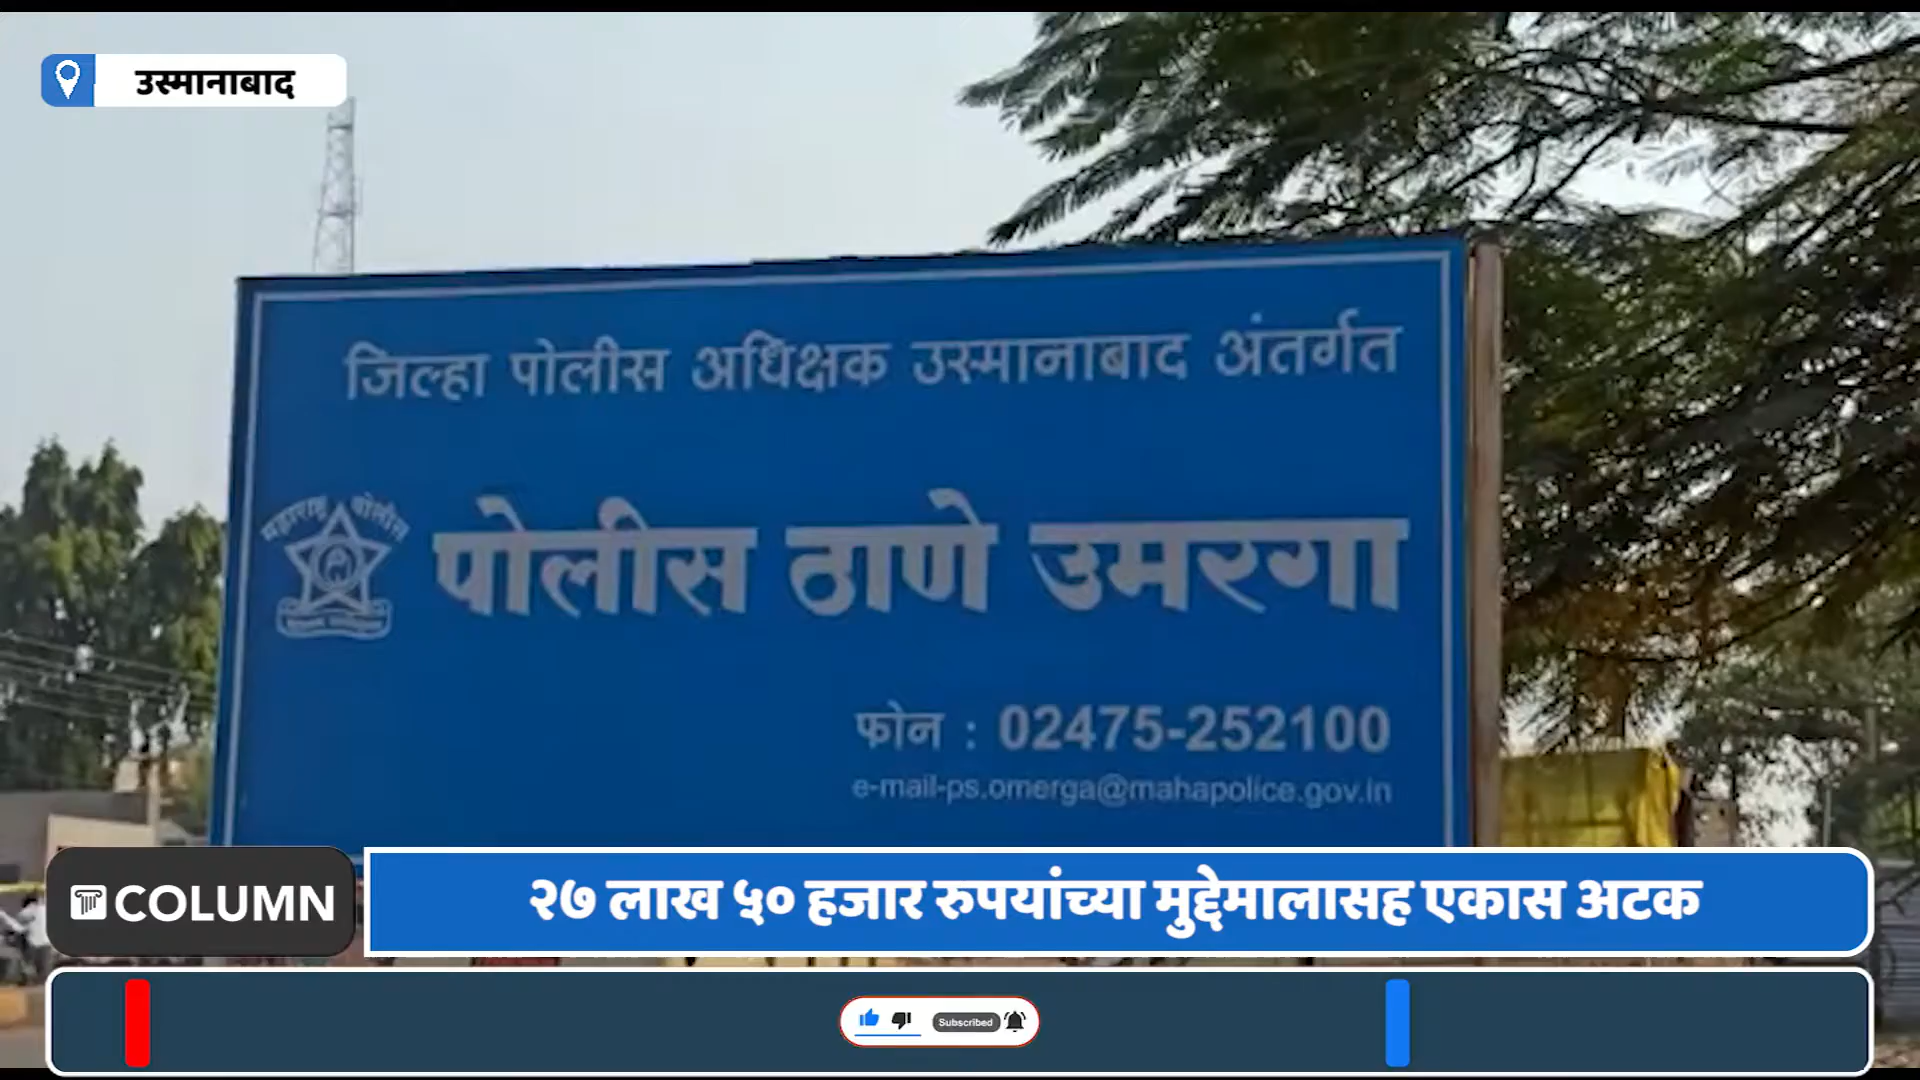 उस्मानाबाद
जिल्हा पोलीस अधिक्षक उस्मानाबाद अंतर्गत
महाराष्ट्र पोलीस
पोलीस ठाणे उमरगा
फोन : 02475-252100
e-mail-ps.omerga@mahapolice.gov.in
COLUMN
२७ लाख ५० हजार रुपयांच्या मुद्देमालासह एकास अटक
Subscribed